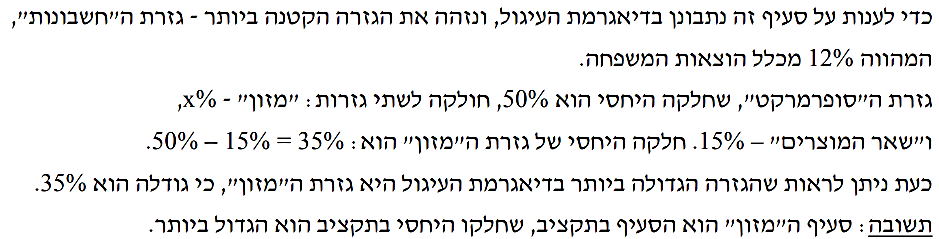 כדי לענות על סעיף זה נתבונן בדיאגרמת העיגול, ונזהה את הגזרה הקטנה ביותר - גזרת ה"חשבונות",
המהווה 12% מכלל הוצאות המשפחה.
גזרת ה"סופרמרקט", שחלקה היחסי הוא 50%, חולקה לשתי גזרות: "מזון" - x%,
ו"שאר המוצרים" – 15%. חלקה היחסי של גזרת ה"מזון" הוא: 50% – 15% = 35%.
כעת ניתן לראות שהגזרה הגדולה ביותר בדיאגרמת העיגול היא גזרת ה"מזון", כי גודלה הוא 35%.
תשובה: סעיף ה"מזון" הוא הסעיף בתקציב, שחלקו היחסי בתקציב הוא הגדול ביותר.